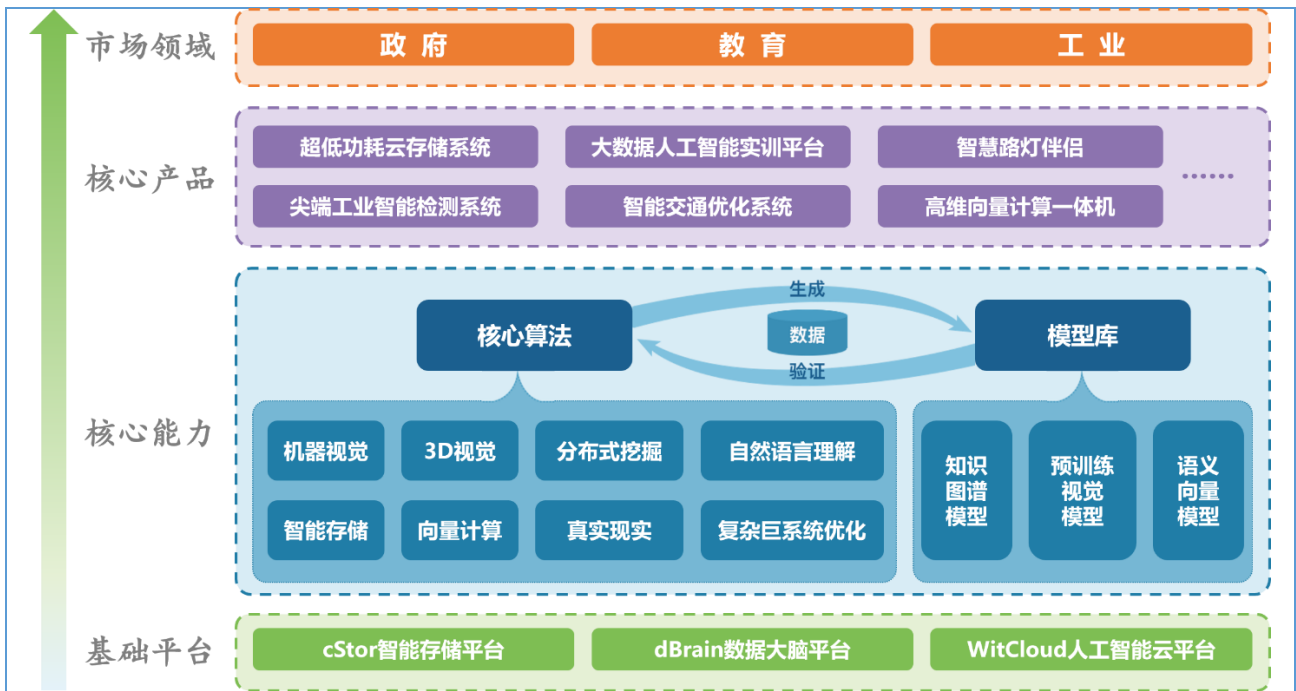 市场领域
政府
教育
工业
核心产品
超低功耗云存储系统
大数据人工智能实训平台
智慧路灯伴侣
尖端工业智能检测系统
智能交通优化系统
高维向量计算一体机
……
核心能力
生成
核心算法
数据
模型库
验证
机器视觉
3D视觉
分布式挖掘
自然语言理解
智能存储
向量计算
真实现实
复杂巨系统优化
知识
图谱
模型
预训练
视觉
模型
语义
向量
模型
基础平台
cStor智能存储平台
dBrain数据大脑平台
WitCloud人工智能云平台